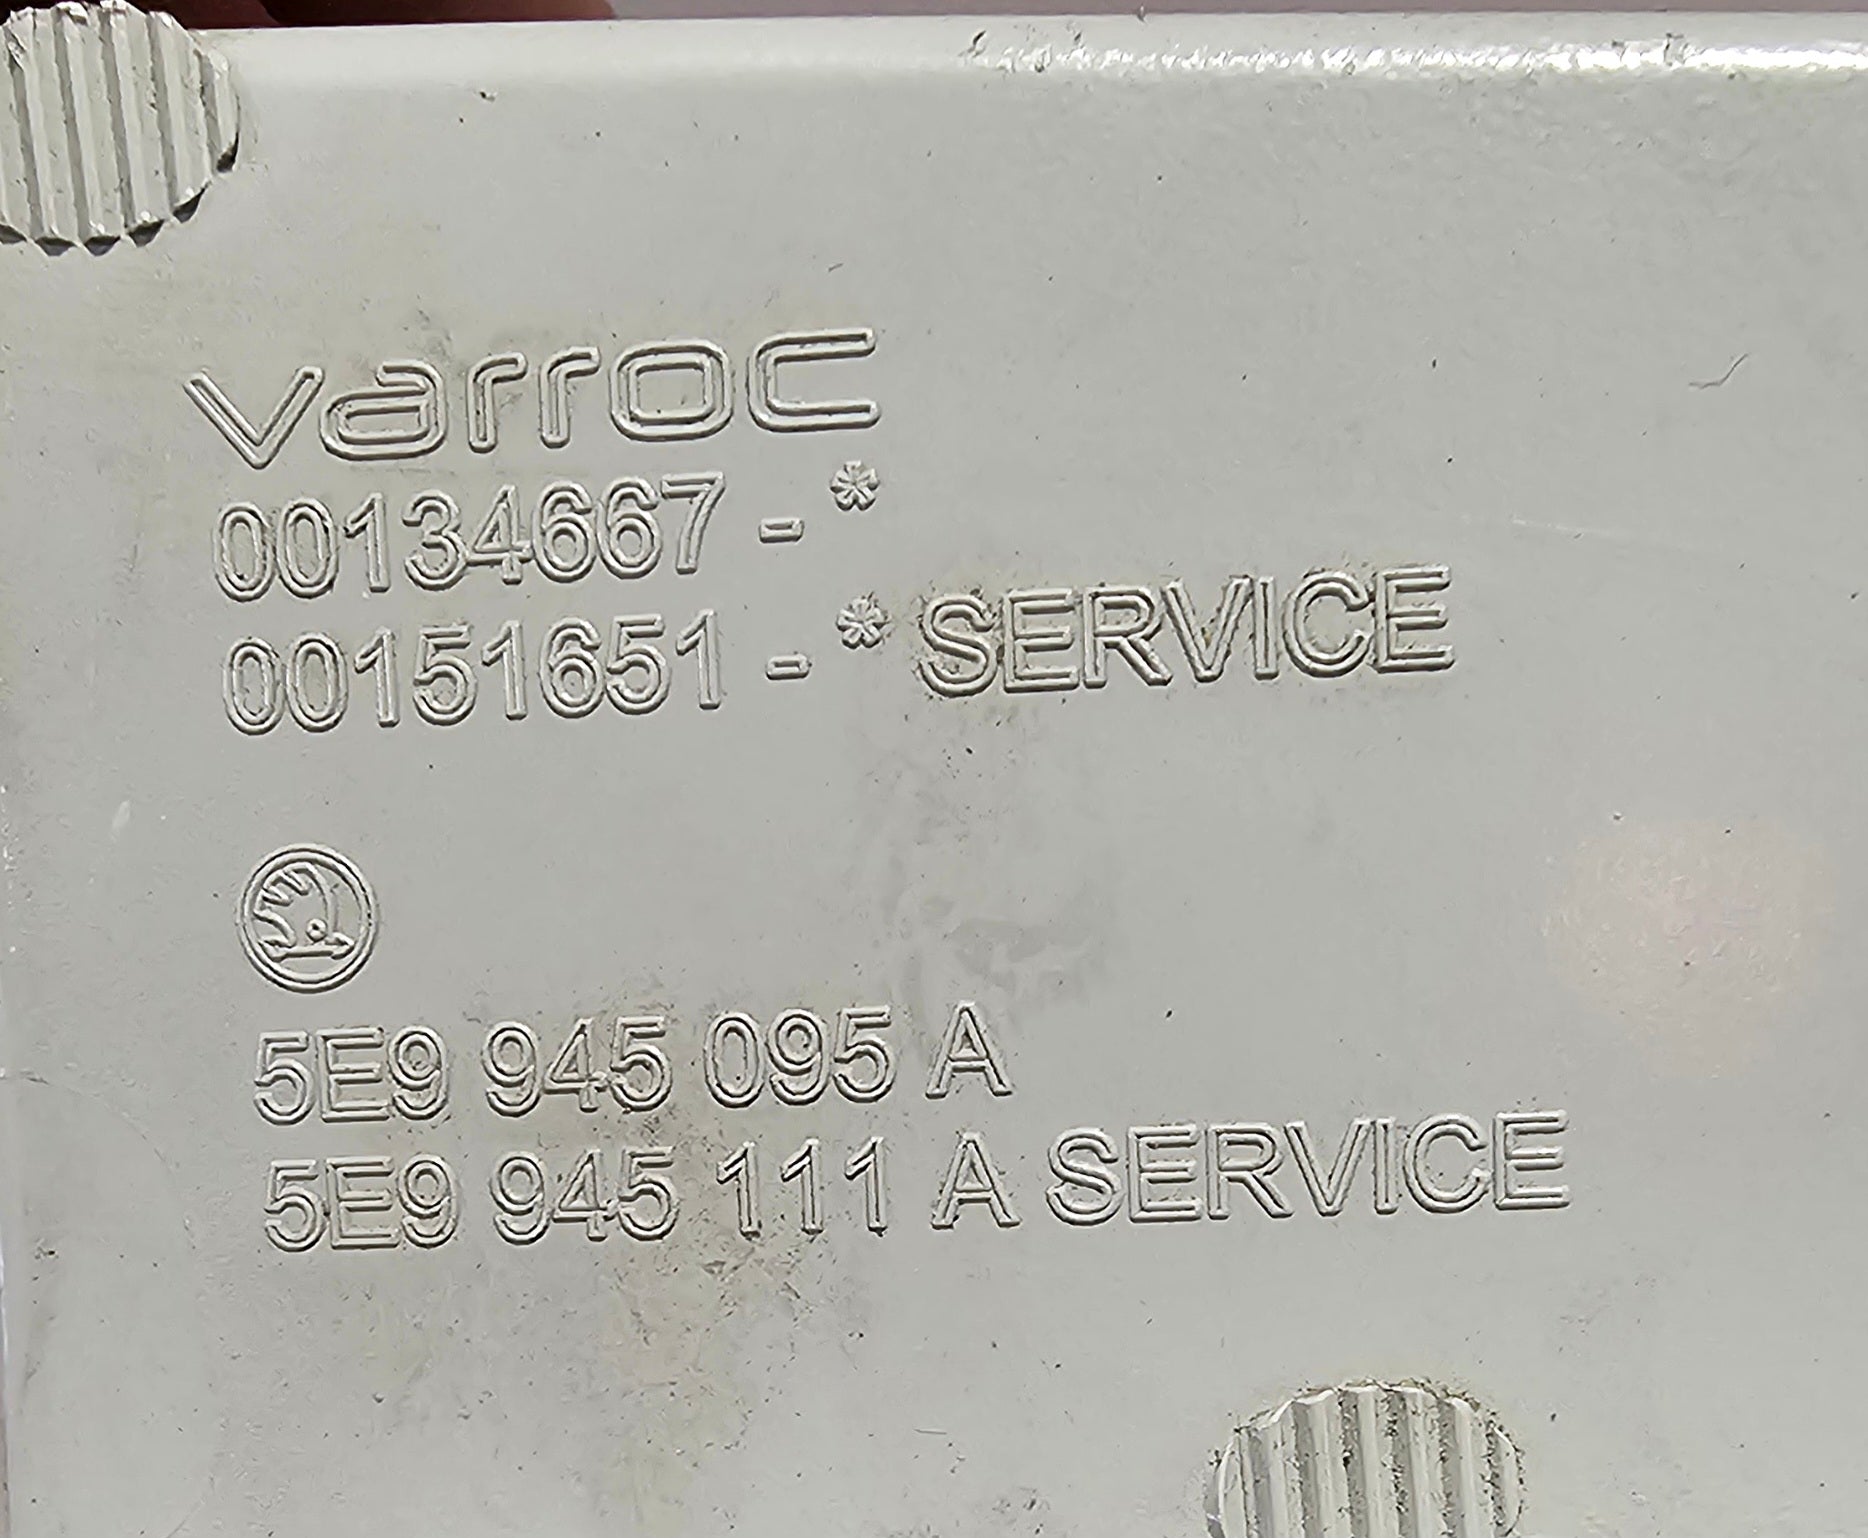 varroc
00134667 - *
00151651 - * SERVICE
5E9 945 095 A
5E9 945 111 A SERVICE